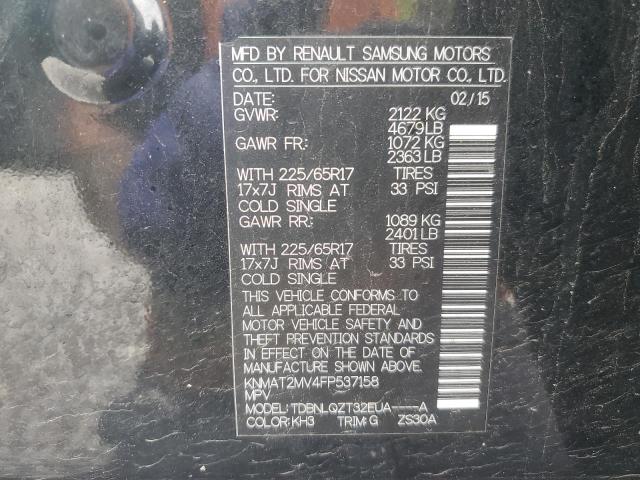 MFD BY RENAULT SAMSUNG MOTORS
CO., LTD. FOR NISSAN MOTOR CO., LTD.
DATE: 02/15
GVWR: 2122 KG
4679 LB
GAWR FR: 1072 KG
2363 LB
WITH 225/65R17 TIRES
17x7J RIMS AT 33 PSI
COLD SINGLE
GAWR RR: 1089 KG
2401 LB
WITH 225/65R17 TIRES
17x7J RIMS AT 33 PSI
COLD SINGLE
THIS VEHICLE CONFORMS TO
ALL APPLICABLE FEDERAL
MOTOR VEHICLE SAFETY AND
THEFT PREVENTION STANDARDS
IN EFFECT ON THE DATE OF
MANUFACTURE SHOWN ABOVE.
KNMAT2MV4FP537158
MPV
MODEL: TDBNLQZT32EUA----A
COLOR: KH3 TRIM: G ZS30A